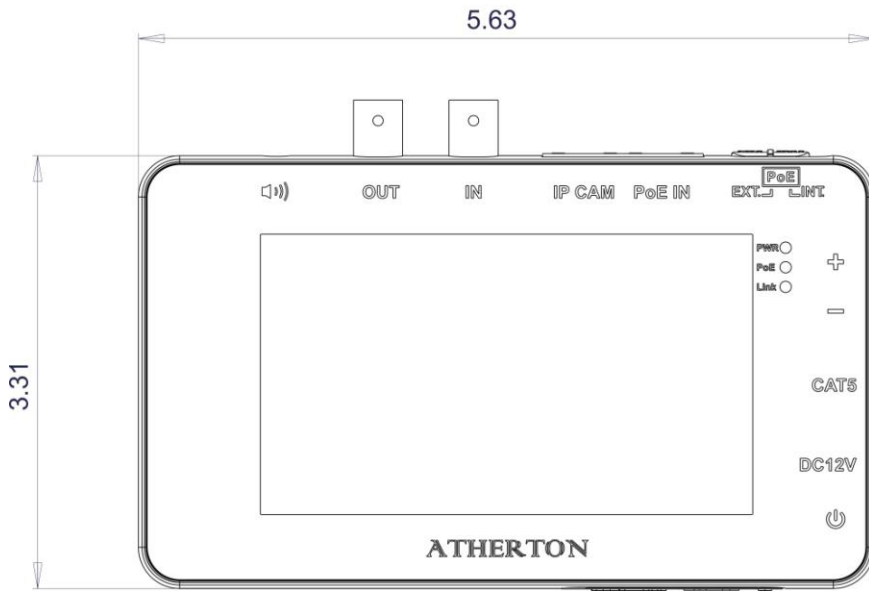 5.63
3.31
OUT
IN
IP CAM
PoE IN
PoE
EXT.
INT.
PWR
PoE
Link
+
-
CAT5
DC12V
ATHERTON